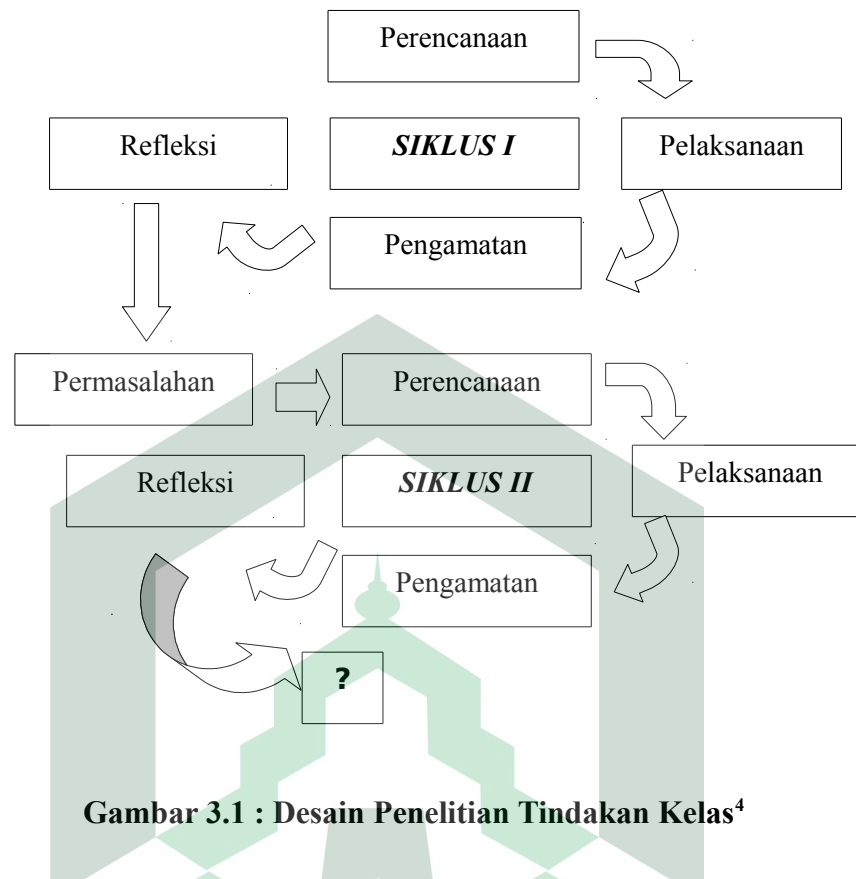 Perencanaan
Refleksi
SIKLUS I
Pelaksanaan
Pengamatan
Permasalahan
Perencanaan
Refleksi
SIKLUS II
Pelaksanaan
Pengamatan
?
Gambar 3.1 : Desain Penelitian Tindakan Kelas⁴